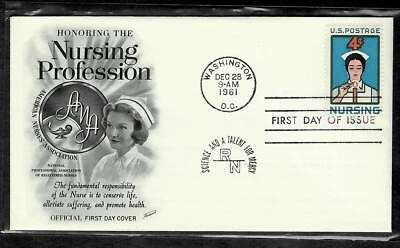 HONORING THE
Nursing
Profession
AMERICAN NURSES' ASSOCIATION
ANA
NATIONAL
PROFESSIONAL ASSOCIATION
OF REGISTERED NURSES
The fundamental responsibility
of the Nurse is to conserve life,
alleviate suffering, and promote health.
OFFICIAL FIRST DAY COVER
WASHINGTON
DEC 28
9-AM
1961
D.C.
U.S. POSTAGE
4¢
NURSING
FIRST DAY OF ISSUE
SCIENCE AND A TALENT FOR MERCY
RN